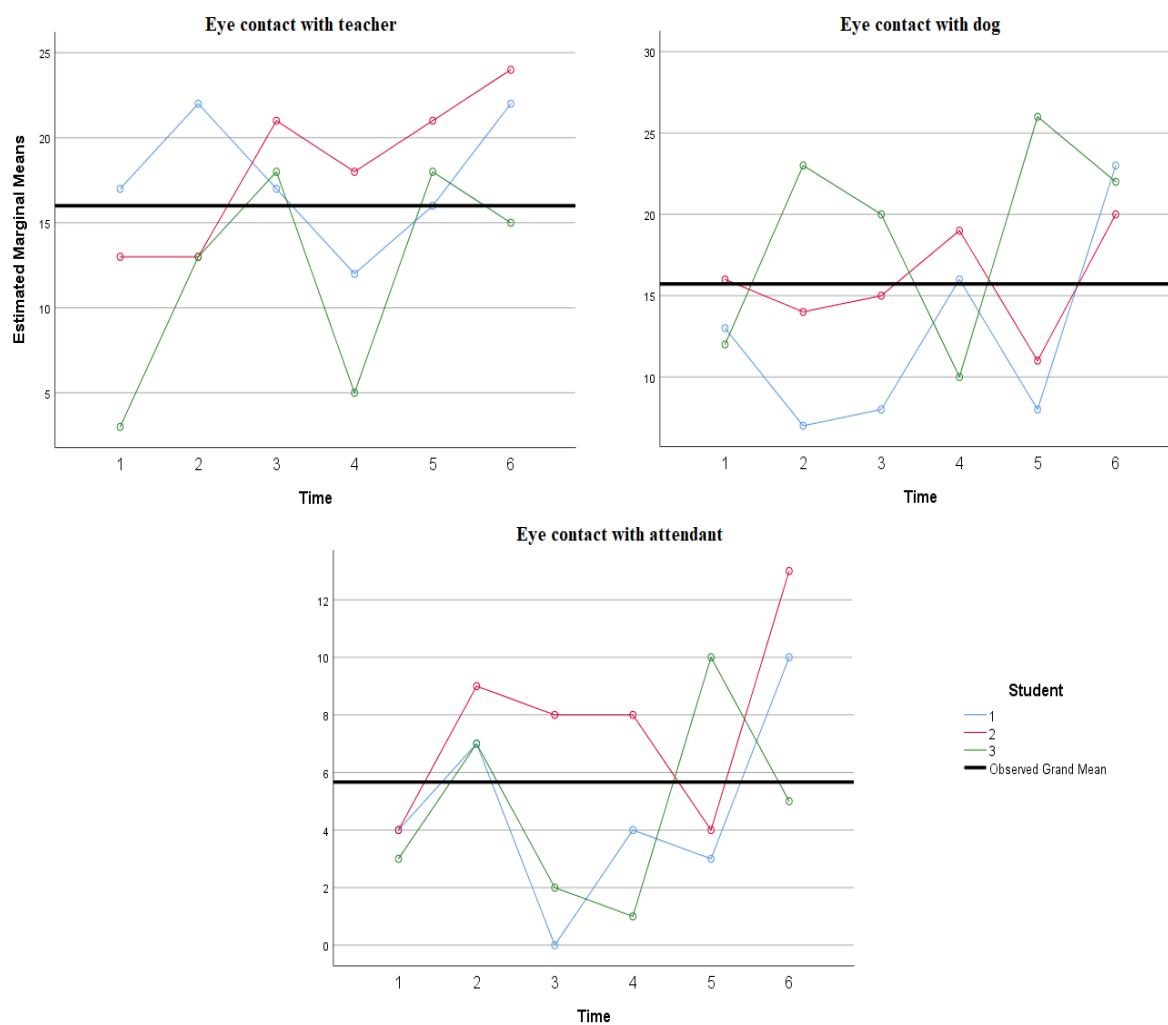 Eye contact with teacher
Estimated Marginal Means
25
20
15
10
5
1 2 3 4 5 6
Time
Eye contact with dog
30
25
20
15
10
1 2 3 4 5 6
Time
Eye contact with attendant
12
10
8
6
4
2
0
1 2 3 4 5 6
Time
Student
1
2
3
Observed Grand Mean